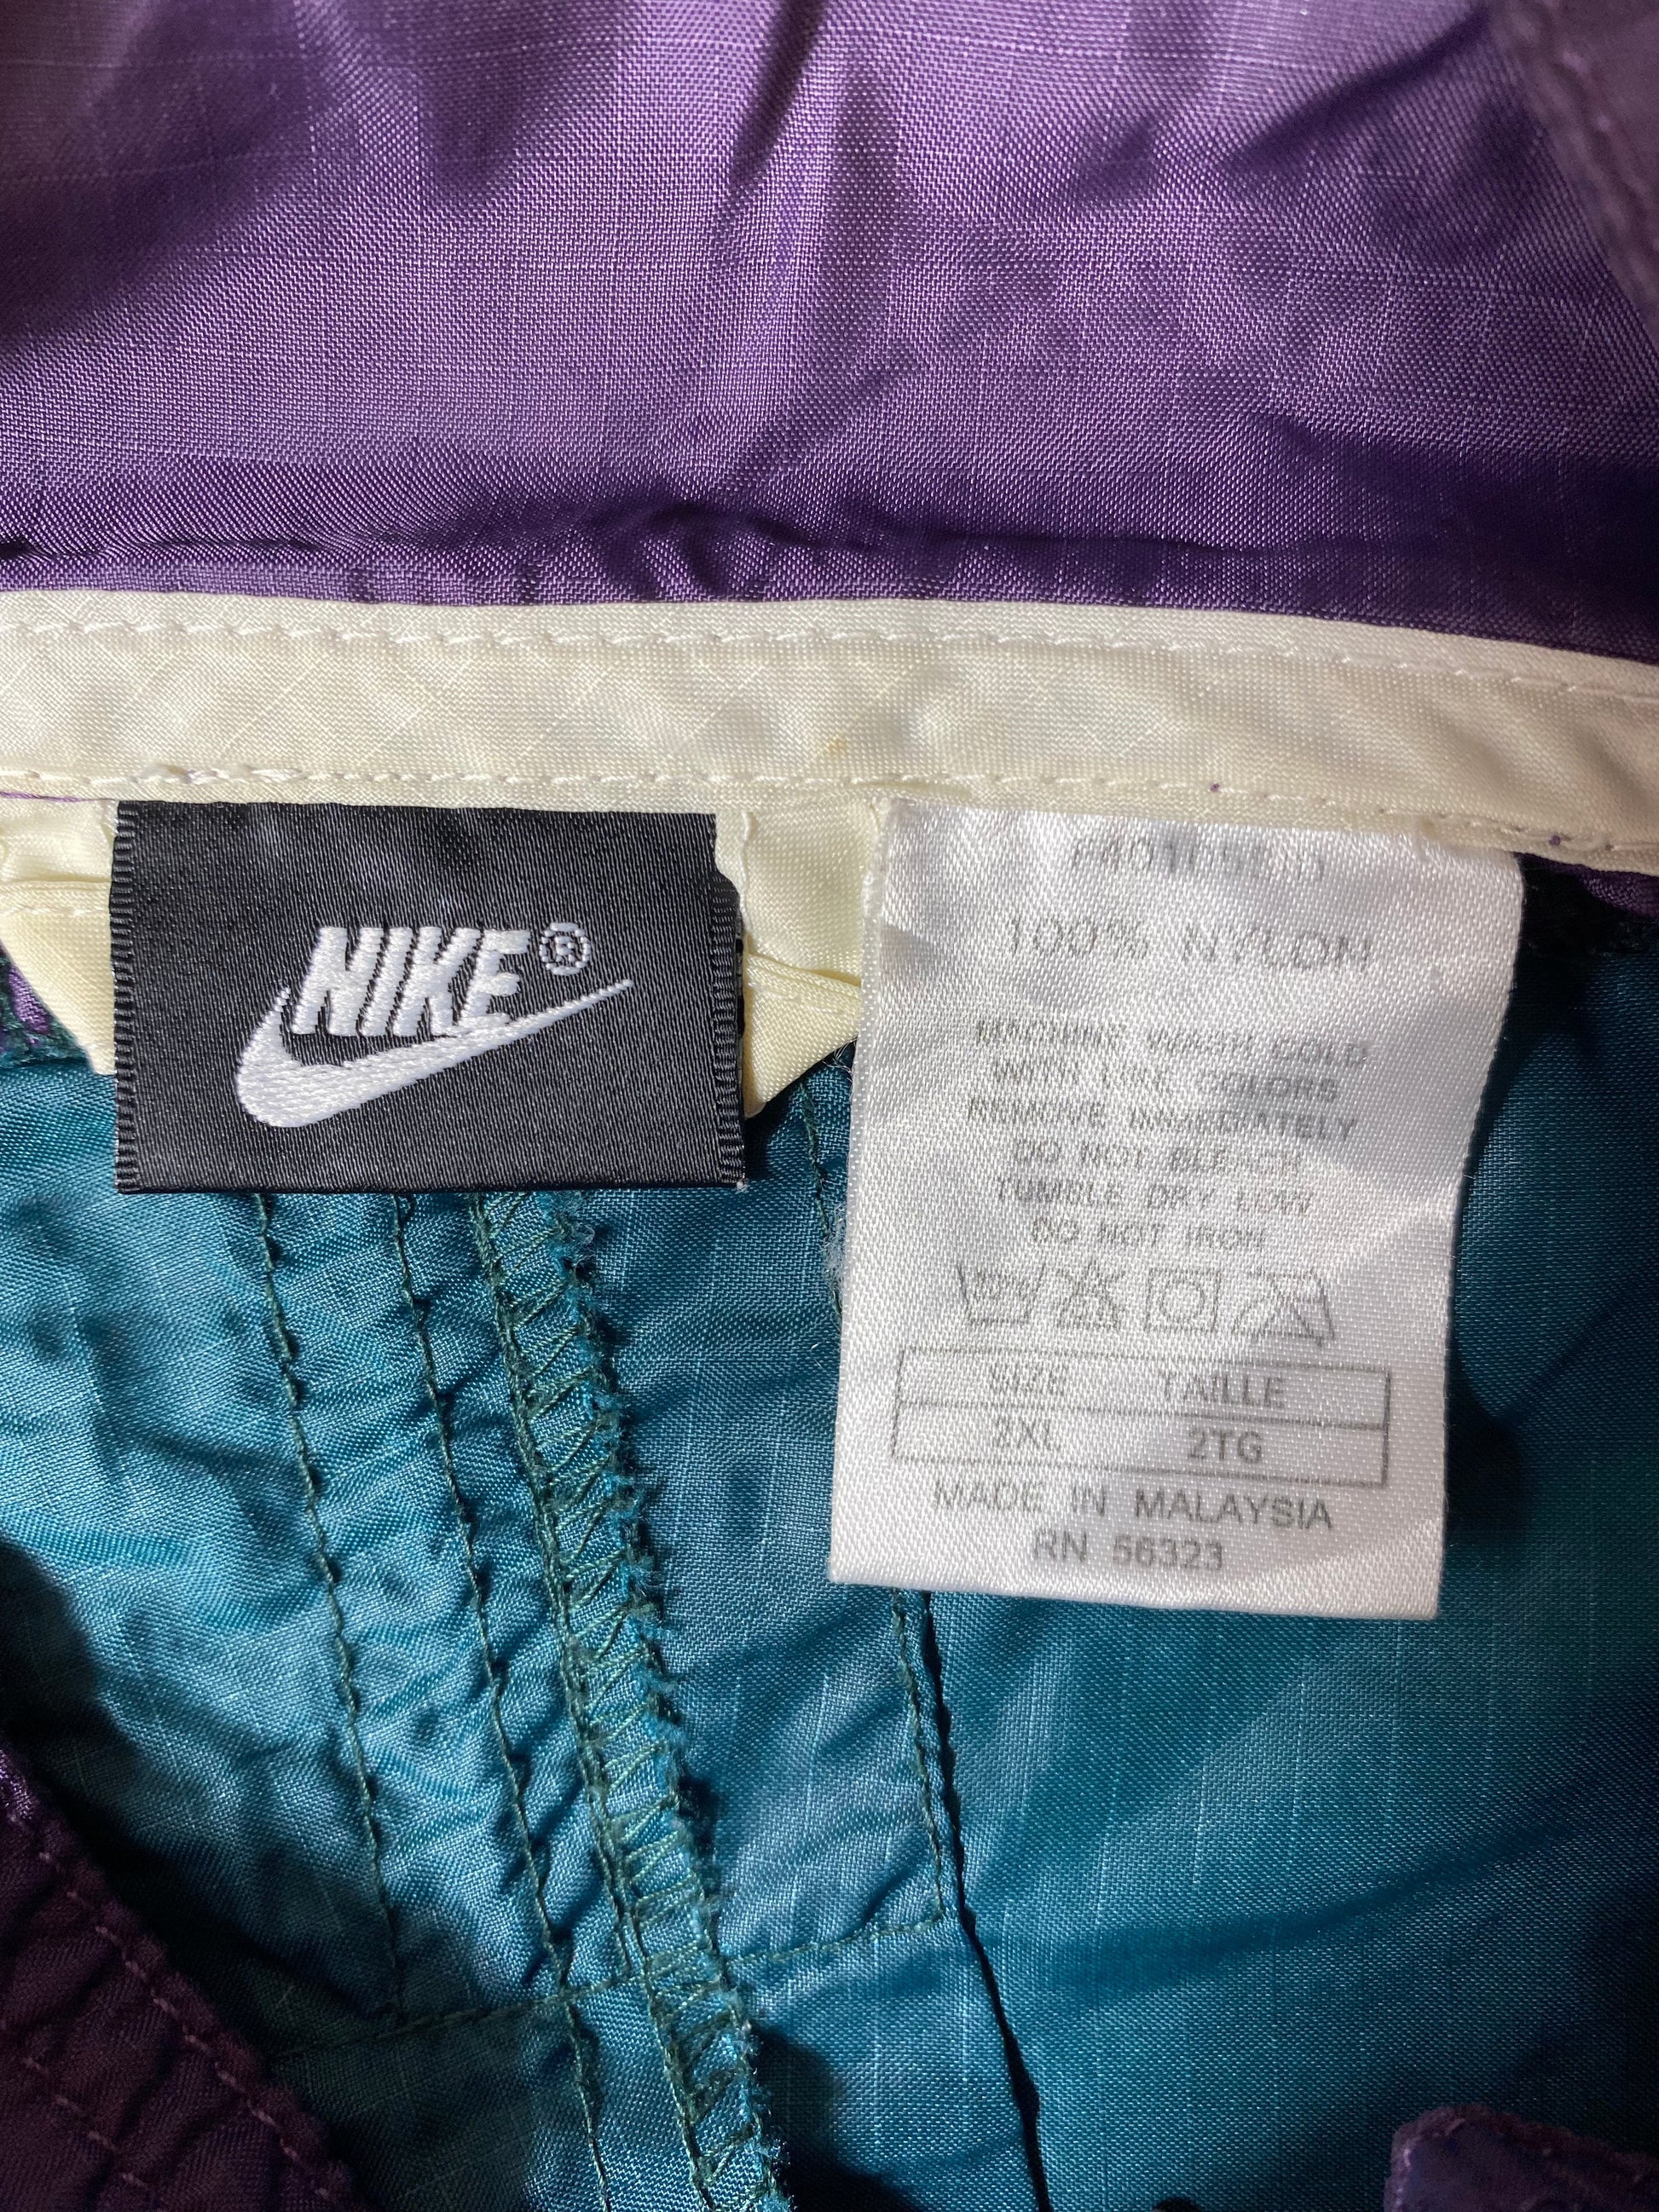 NIKE®
100% NYLON
MACHINE WASH COLD
WITH LIKE COLORS
REMOVE IMMEDIATELY
DO NOT BLEACH
TUMBLE DRY LOW
DO NOT IRON
SIZE TAILLE
2XL 2TG
MADE IN MALAYSIA
RN 56323